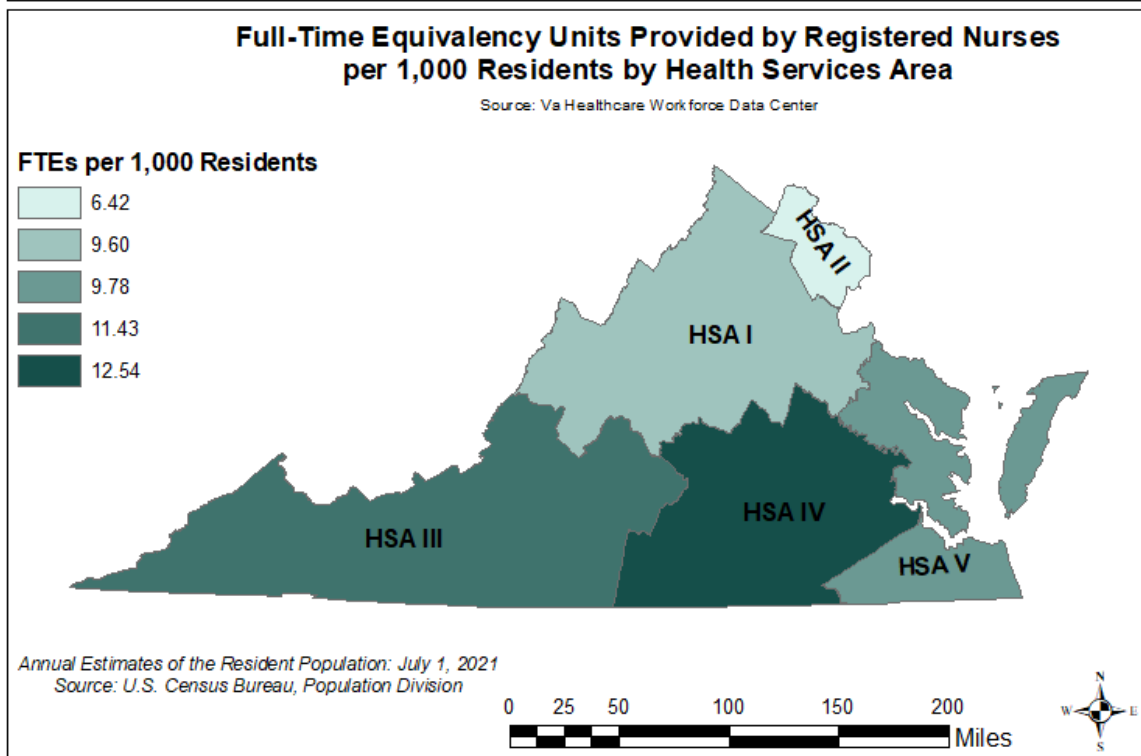 Full-Time Equivalency Units Provided by Registered Nurses
per 1,000 Residents by Health Services Area
Source: Va Healthcare Workforce Data Center
FTEs per 1,000 Residents
6.42
9.60
9.78
11.43
12.54
HSA II
HSA I
HSA III
HSA IV
HSA V
Annual Estimates of the Resident Population: July 1, 2021
Source: U.S. Census Bureau, Population Division
0 25 50 100 150 200
Miles
N
W E
S